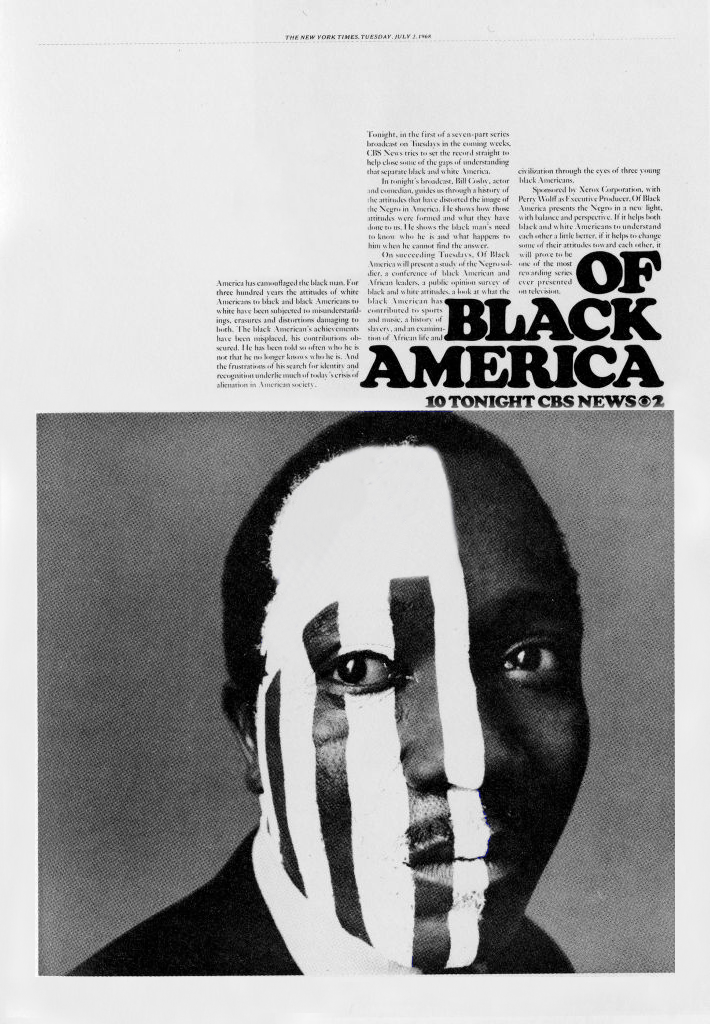 THE NEW YORK TIMES, TUESDAY, JULY 2, 1968
America has camouflaged the black man. For
three hundred years the attitudes of white
Americans to black and black Americans to
white have been subjected to misunderstand-
ings, erasures and distortions damaging to
both. The black American's achievements
have been misplaced, his contributions ob-
scured. He has been told so often who he is
not that he no longer knows who he is. And
the frustrations of his search for identity and
recognition underlie much of today's crisis of
alienation in American society.
Tonight, in the first of a seven-part series
broadcast on Tuesdays in the coming weeks,
CBS News tries to set the record straight to
help close some of the gaps of understanding
that separate black and white America.
In tonight's broadcast, Bill Cosby, actor
and comedian, guides us through a history of
the attitudes that have distorted the image of
the Negro in America. He shows how those
attitudes were formed and what they have
done to us. He shows the black man's need
to know who he is and what happens to
him when he cannot find the answer.
On succeeding Tuesdays, Of Black
America will present a study of the Negro sol-
dier, a conference of black American and
African leaders, a public opinion survey of
black and white attitudes, a look at what the
black American has
contributed to sports
and music, a history of
slavery, and an examina-
tion of African life and
civilization through the eyes of three young
black Americans.
Sponsored by Xerox Corporation, with
Perry Wolff as Executive Producer, Of Black
America presents the Negro in a new light,
with balance and perspective. If it helps both
black and white Americans to understand
each other a little better, if it helps to change
some of their attitudes toward each other, it
will prove to be
one of the most
rewarding series
ever presented
on television.
OF
BLACK
AMERICA
10 TONIGHT CBS NEWS 2